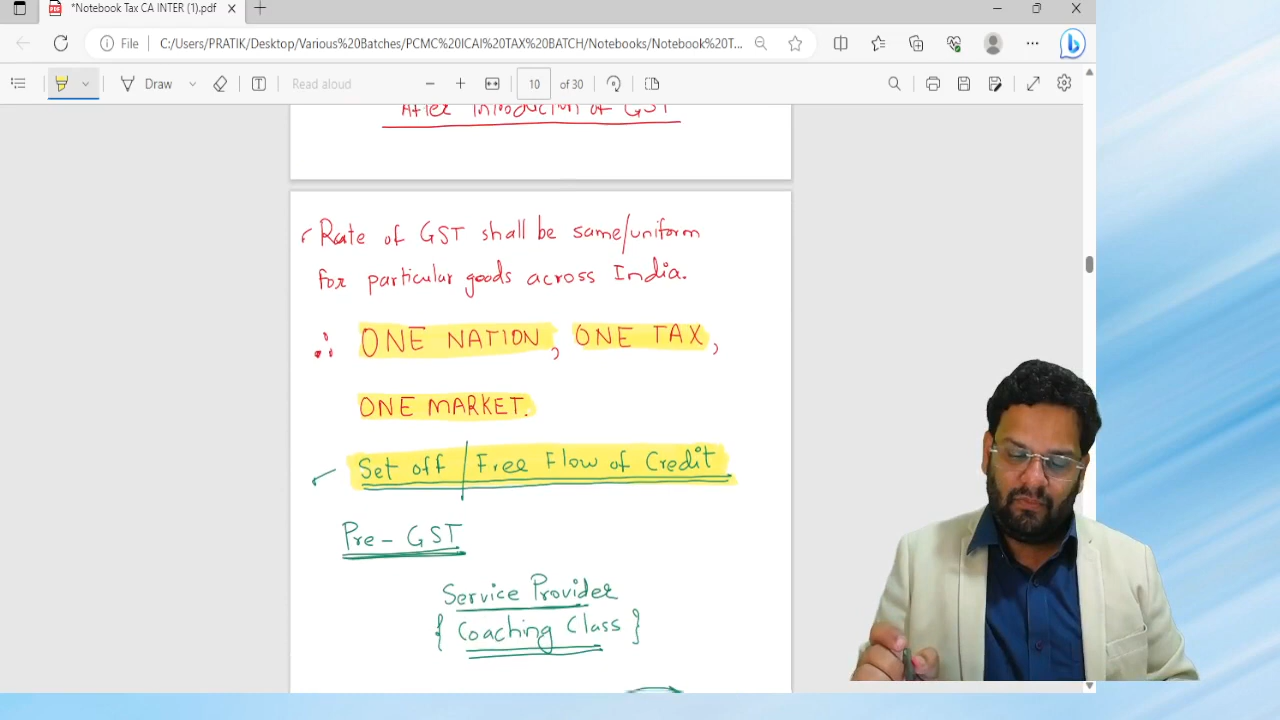 *Notebook Tax CA INTER (1).pdf
File C:/Users/PRATIK/Desktop/Various%20Batches/PCMC%20ICAI%20TAX%20BATCH/Notebooks/Notebook%20T...
Draw Read aloud 10 of 30
After Introduction of GST
Rate of GST shall be same/uniform
for particular goods across India.
∴ ONE NATION, ONE TAX,
ONE MARKET.
Set off | Free Flow of Credit
Pre - GST
Service Provider
{ Coaching Class }